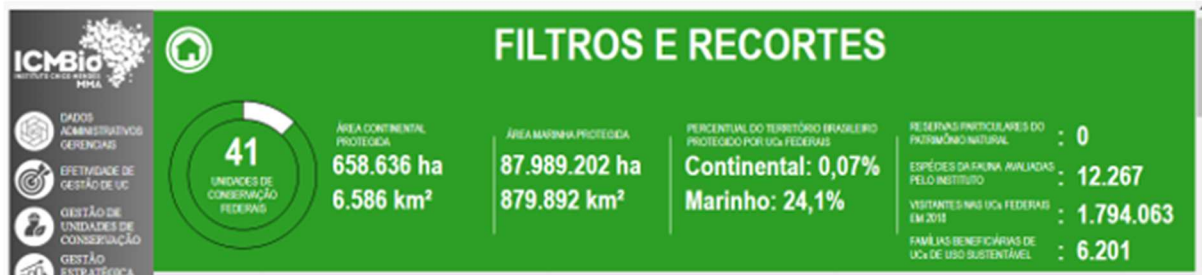 ICMBio
INSTITUTO CHICO MENDES
MMA
DADOS
ADMINISTRATIVOS
GERENCIAIS
EFETIVIDADE DE
GESTÃO DE UC
GESTÃO DE
UNIDADES DE
CONSERVAÇÃO
GESTÃO
ESTRATÉGICA
FILTROS E RECORTES
41
UNIDADES DE
CONSERVAÇÃO
FEDERAIS
ÁREA CONTINENTAL
PROTEGIDA
658.636 ha
6.586 km²
ÁREA MARINHA PROTEGIDA
87.989.202 ha
879.892 km²
PERCENTUAL DO TERRITÓRIO BRASILEIRO
PROTEGIDO POR UCs FEDERAIS
Continental: 0,07%
Marinho: 24,1%
RESERVAS PARTICULARES DO
PATRIMÔNIO NATURAL : 0
ESPÉCIES DA FAUNA AVALIADAS
PELO INSTITUTO : 12.267
VISITANTES NAS UCs FEDERAIS
EM 2018 : 1.794.063
FAMÍLIAS BENEFICIÁRIAS DE
UCs DE USO SUSTENTÁVEL : 6.201